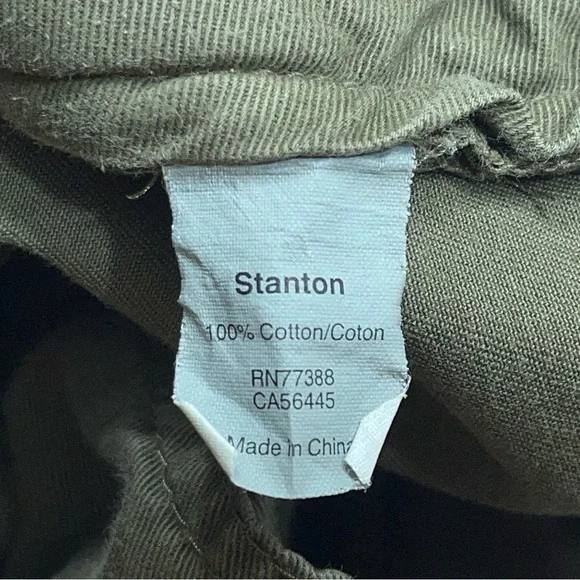 Stanton
100% Cotton/Coton
RN77388
CA56445
Made in China